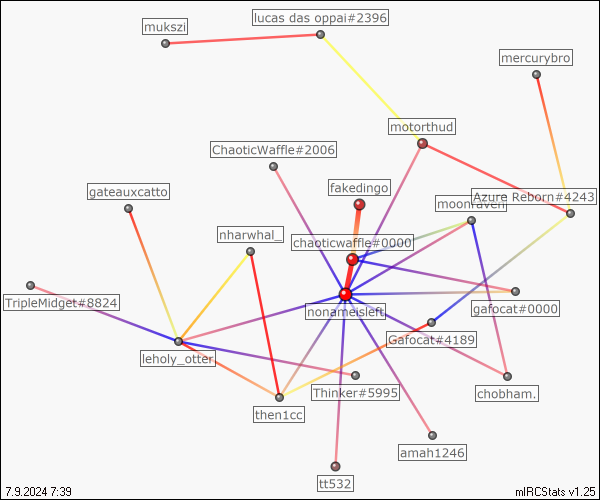 lucas das oppai#2396
mukszi
mercurybro
motorthud
ChaoticWaffle#2006
fakedingo
gateauxcatto
Azure Reborn#4243
moonraven
nharwhal_
chaoticwaffle#0000
TripleMidget#8824
nonameisleft
gafocat#0000
Gafocat#4189
leholy_otter
Thinker#5995
chobham.
then1cc
amah1246
tt532
7.9.2024 7:39
mIRCStats v1.25